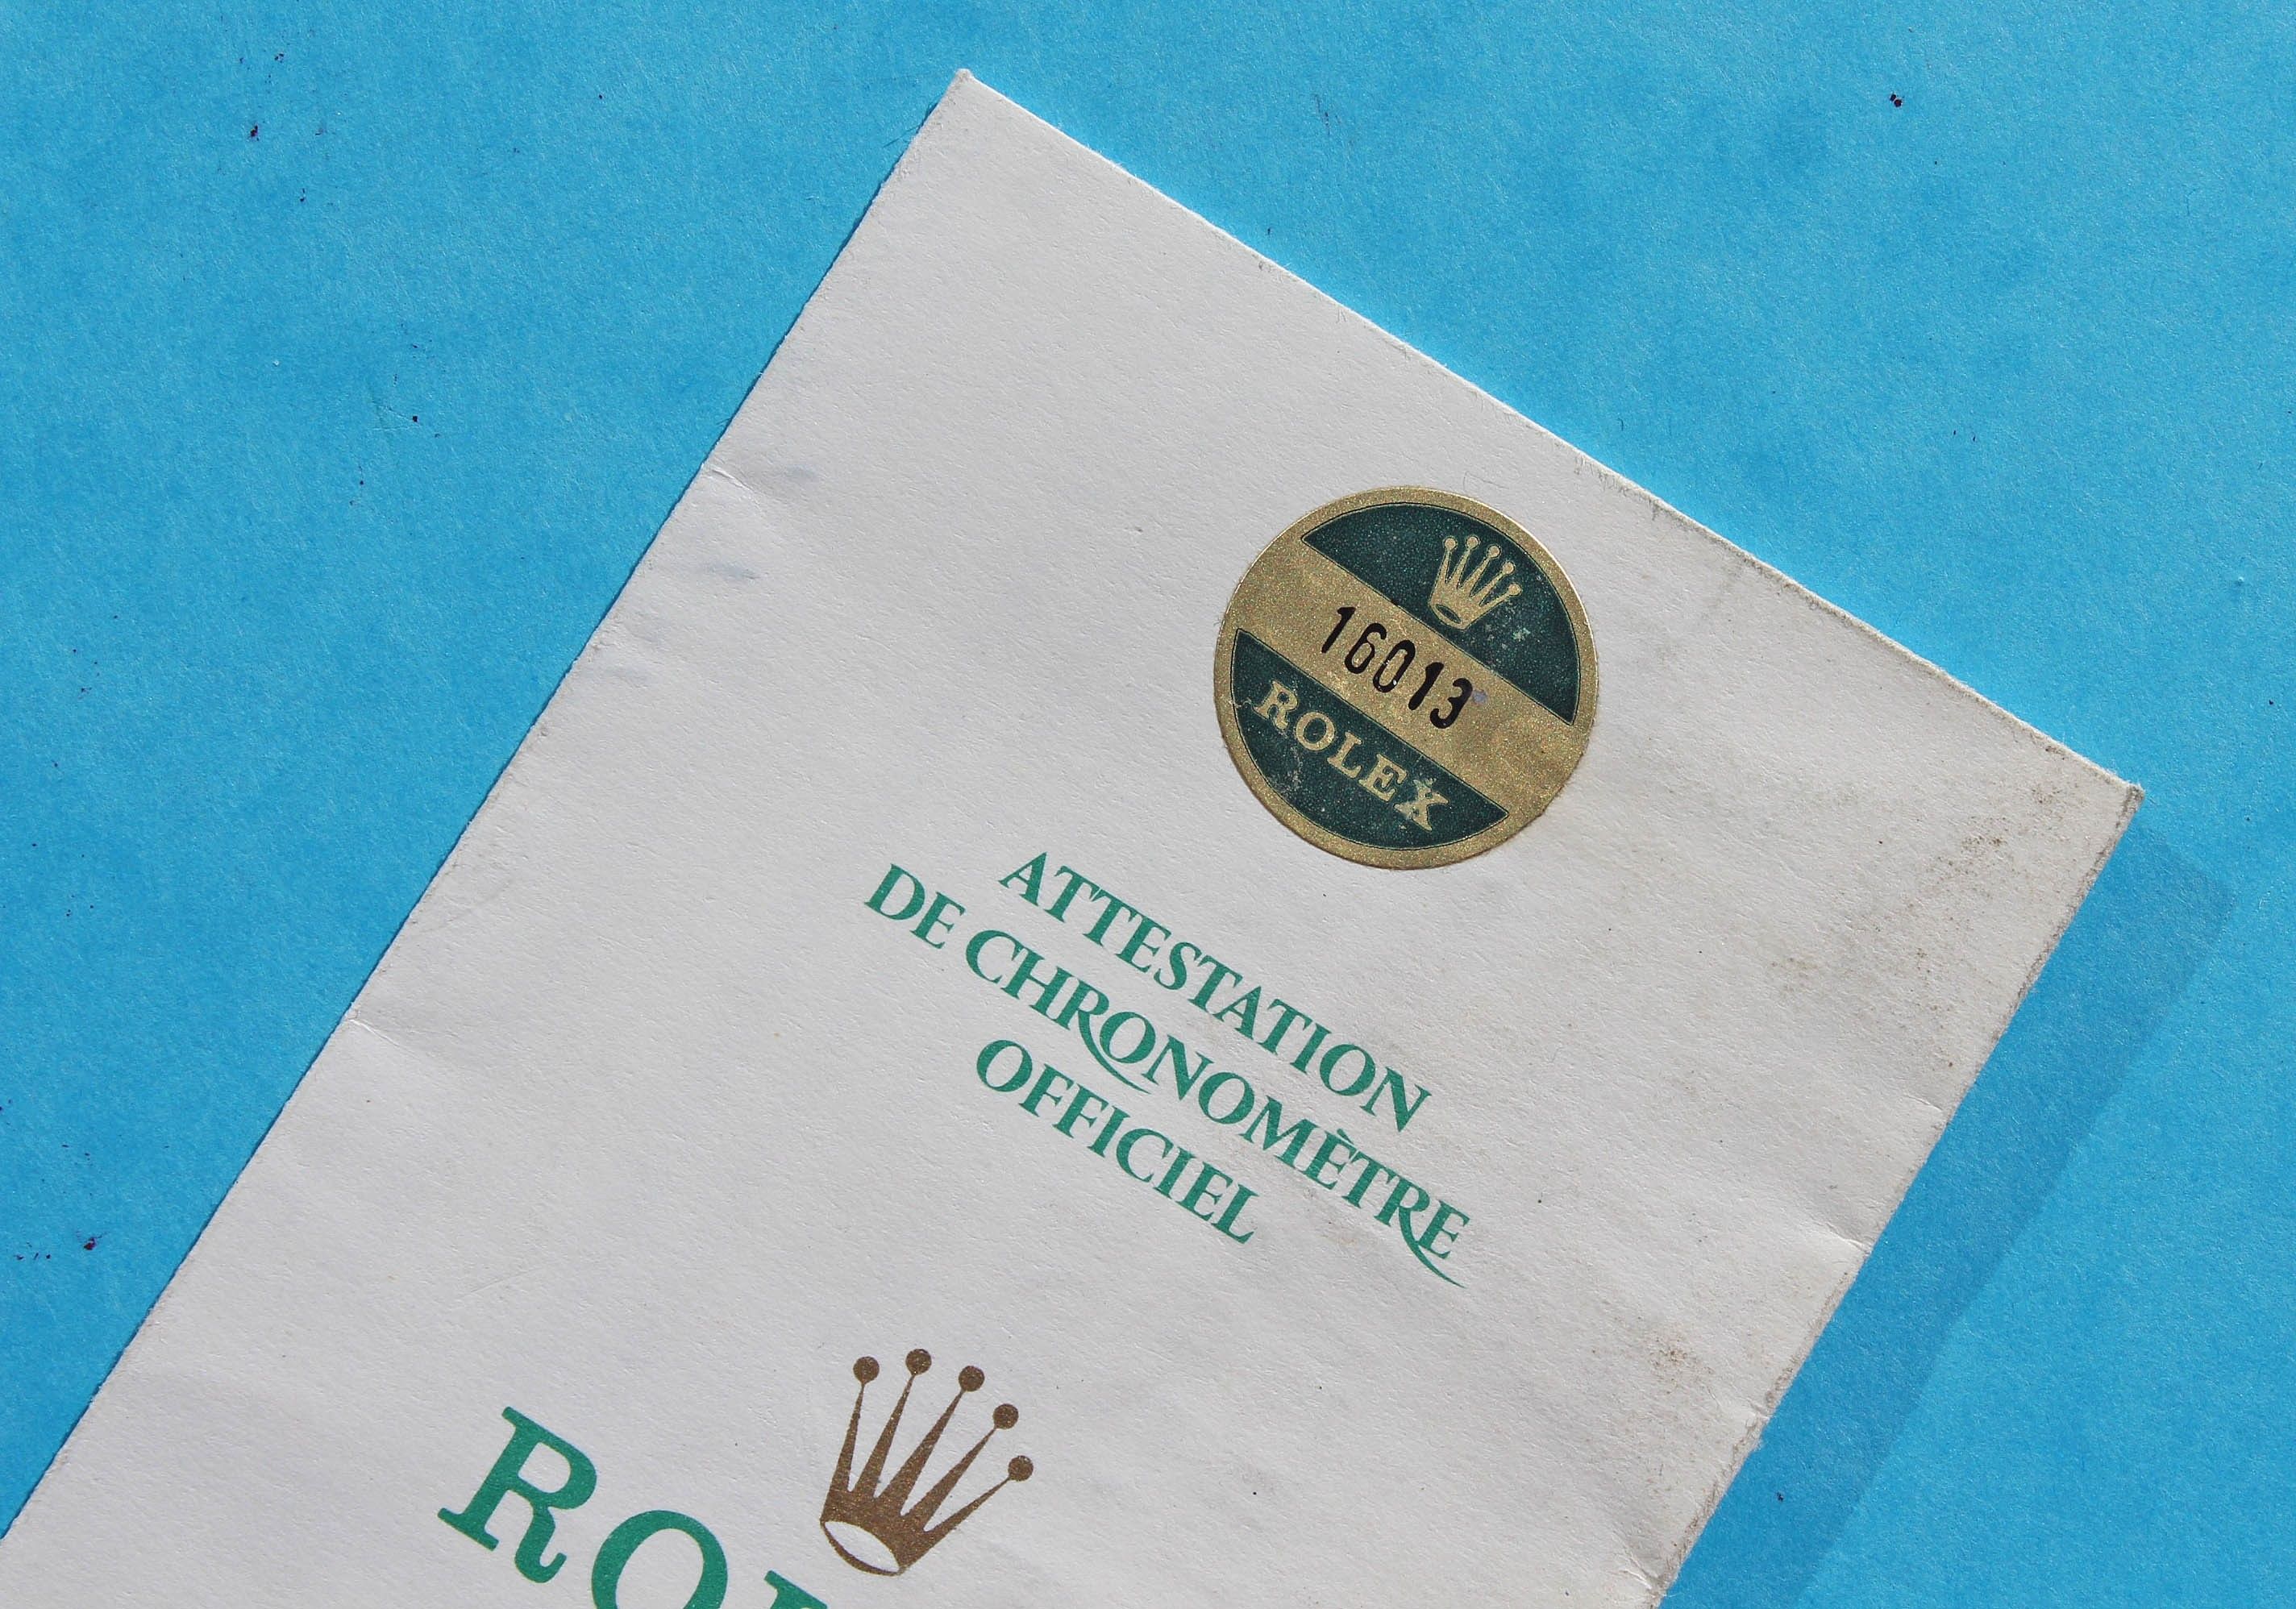 16013
ROLEX
ATTESTATION
DE CHRONOMÈTRE
OFFICIEL